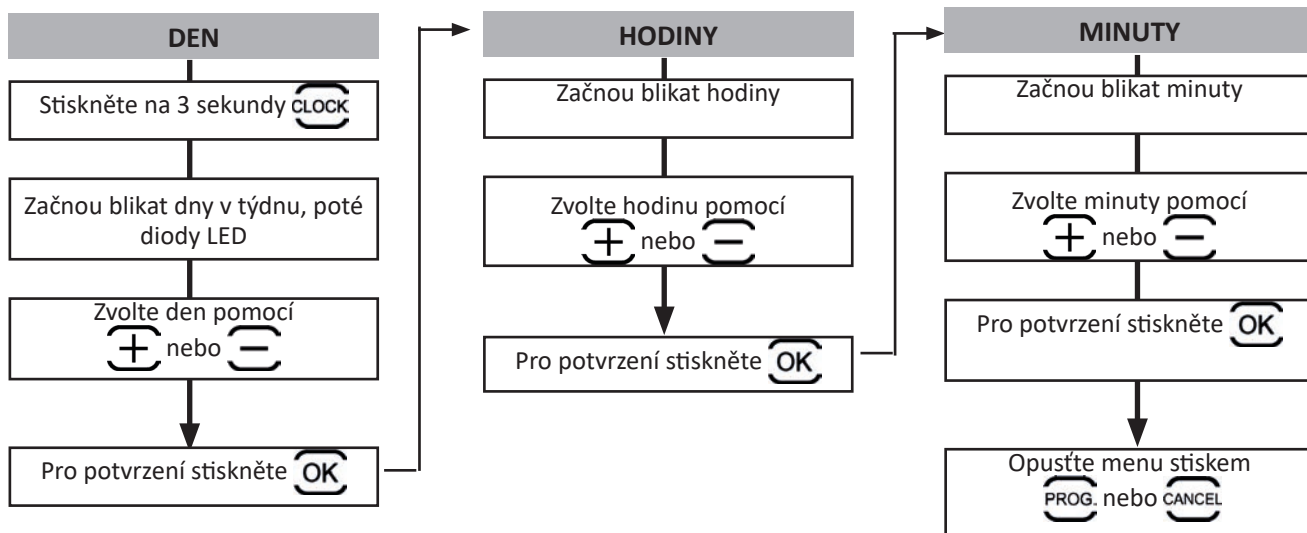 DEN
Stiskněte na 3 sekundy CLOCK
Začnou blikat dny v týdnu, poté
diody LED
Zvolte den pomocí
+ nebo −
Pro potvrzení stiskněte OK
HODINY
Začnou blikat hodiny
Zvolte hodinu pomocí
+ nebo −
Pro potvrzení stiskněte OK
MINUTY
Začnou blikat minuty
Zvolte minuty pomocí
+ nebo −
Pro potvrzení stiskněte OK
Opusťte menu stiskem
PROG. nebo CANCEL